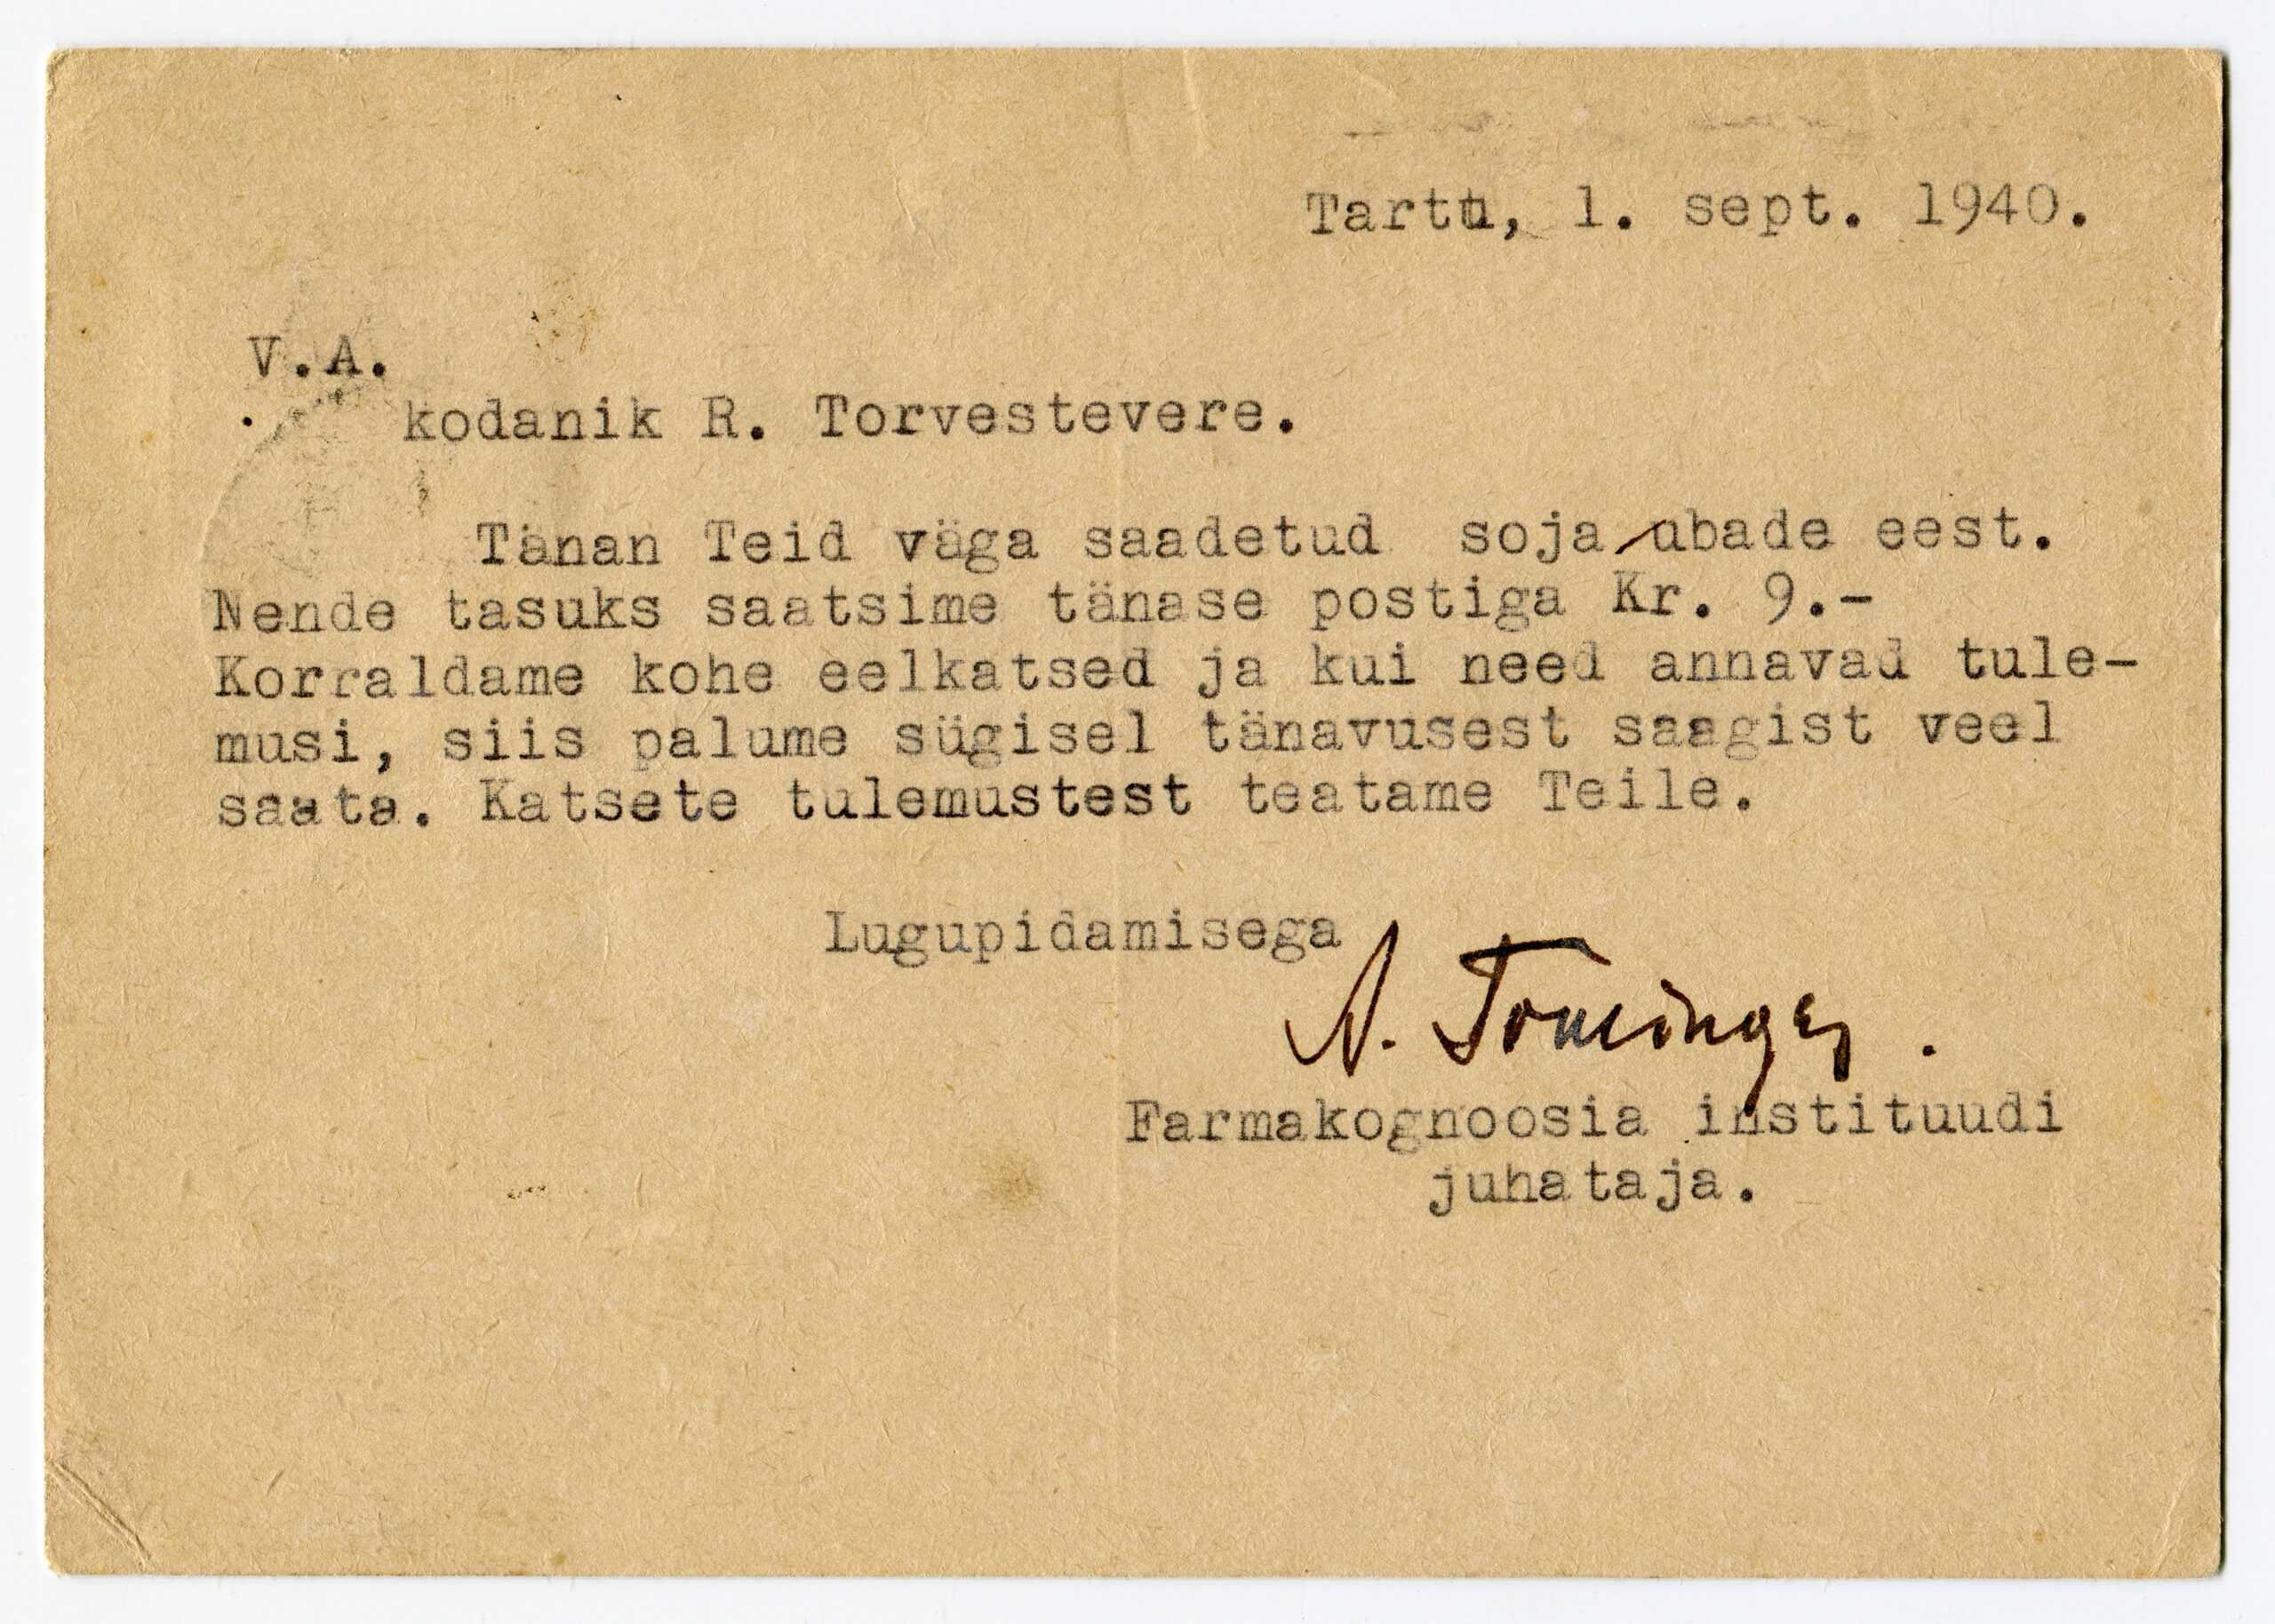 Tartu, 1. sept. 1940.
V.A.
kodanik R. Torvestevere.
Tänan Teid väga saadetud soja ubade eest.
Nende tasuks saatsime tänase postiga Kr. 9.-
Korraldame kohe eelkatsed ja kui need annavad tule-
musi, siis palume sügisel tänavusest saagist veel
saata. Katsete tulemustest teatame Teile.
Lugupidamisega
N. Tomingas.
Farmakognoosia instituudi
juhataja.